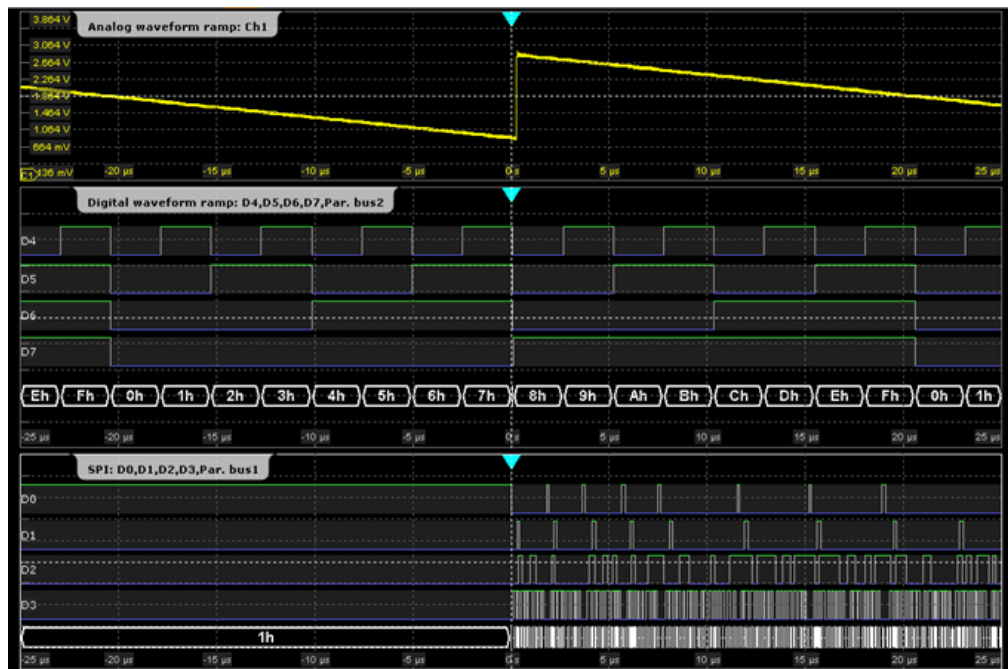 3.864 V
Analog waveform ramp: Ch1
3.064 V
2.664 V
2.264 V
1.864 V
1.464 V
1.064 V
664 mV
C1 436 mV -20 µs -15 µs -10 µs -5 µs 0 s 5 µs 10 µs 15 µs 20 µs 25 µs
Digital waveform ramp: D4,D5,D6,D7,Par. bus2
D4
D5
D6
D7
Eh Fh 0h 1h 2h 3h 4h 5h 6h 7h 8h 9h Ah Bh Ch Dh Eh Fh 0h 1h
-25 µs -20 µs -15 µs -10 µs -5 µs 0 s 5 µs 10 µs 15 µs 20 µs 25 µs
SPI: D0,D1,D2,D3,Par. bus1
D0
D1
D2
D3
1h
-25 µs -20 µs -15 µs -10 µs -5 µs 0 s 5 µs 10 µs 15 µs 20 µs 25 µs